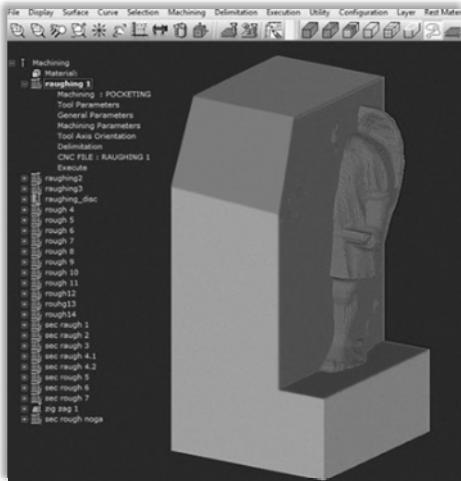 File Display Surface Curve Selection Machining Delimitation Execution Utility Configuration Layer Rest Mater
Machining
Material:
raughing 1
Machining : POCKETING
Tool Parameters
General Parameters
Machining Parameters
Tool Axis Orientation
Delimitation
CNC FILE : RAUGHING 1
Execute
raughing2
raughing3
raughing_disc
rough 4
rough 5
rough 6
rough 7
rough 8
rough 9
rough 10
rough 11
rough12
rouhg13
rough14
sec raugh 1
sec raugh 2
sec raugh 3
sec raugh 4.1
sec raugh 4.2
sec rough 5
sec rough 6
sec rough 7
zig zag 1
sec rough noga